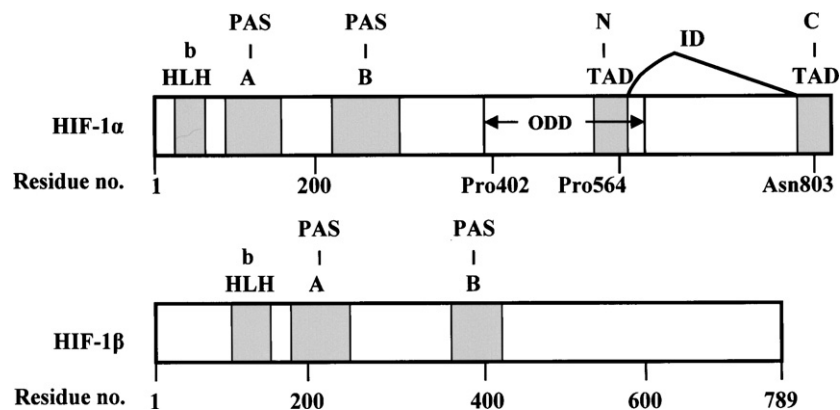 PAS PAS N C
b ID
HLH A B TAD TAD
HIF-1α ODD
Residue no. 1 200 Pro402 Pro564 Asn803
PAS PAS
b
HLH A B
HIF-1β
Residue no. 1 200 400 600 789